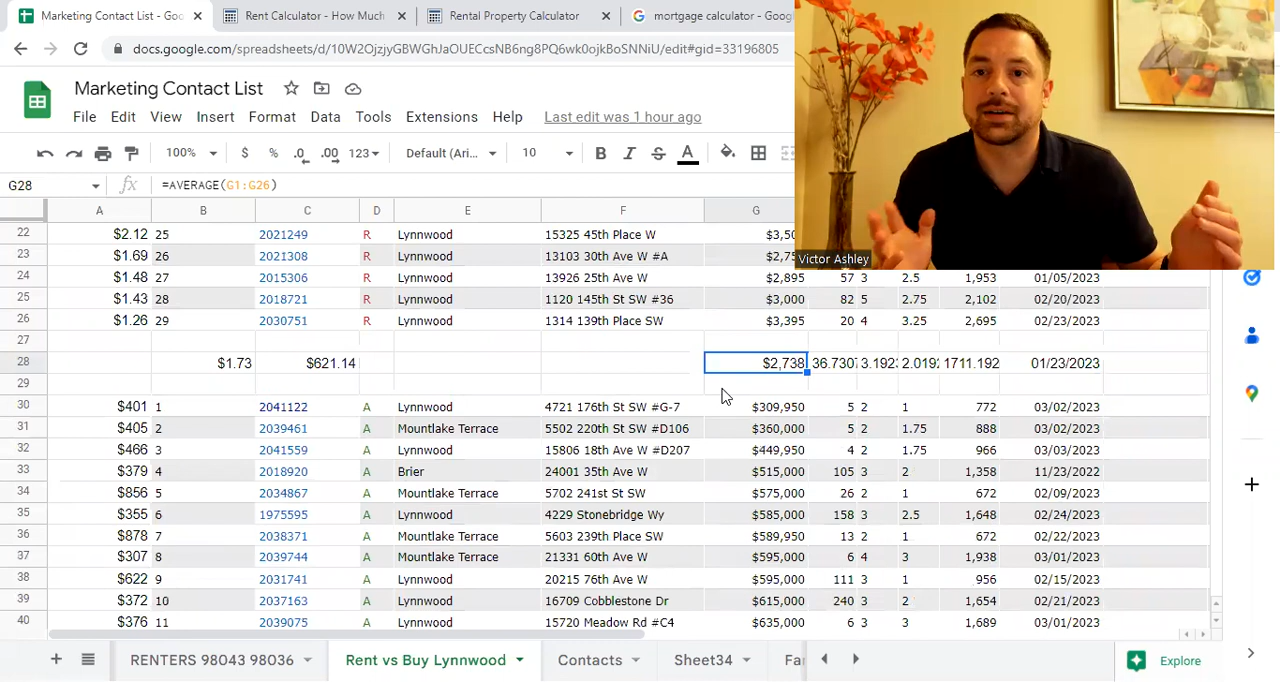 Marketing Contact List - Goo
Rent Calculator - How Much
Rental Property Calculator
mortgage calculator - Goog
docs.google.com/spreadsheets/d/10W2OjzjyGBWGhJaOUECcsNB6ng8PQ6wk0ojkBoSNNiU/edit#gid=33196805
Marketing Contact List
File Edit View Insert Format Data Tools Extensions Help Last edit was 1 hour ago
100% $ % .0 .00 123 Default (Ari... 10 B I S A
G28 fx =AVERAGE(G1:G26)
A B C D E F G
22 $2.12 25 2021249 R Lynnwood 15325 45th Place W
23 $1.69 26 2021308 R Lynnwood 13103 30th Ave W #A
24 $1.48 27 2015306 R Lynnwood 13926 25th Ave W $2,895 57 3 2.5 1,953 01/05/2023
25 $1.43 28 2018721 R Lynnwood 1120 145th St SW #36 $3,000 82 5 2.75 2,102 02/20/2023
26 $1.26 29 2030751 R Lynnwood 1314 139th Place SW $3,395 20 4 3.25 2,695 02/23/2023
27
28 $1.73 $621.14 $2,738 36.730 3.192 2.019 1711.192 01/23/2023
29
30 $401 1 2041122 A Lynnwood 4721 176th St SW #G-7 $309,950 5 2 1 772 03/02/2023
31 $405 2 2039461 A Mountlake Terrace 5502 220th St SW #D106 $360,000 5 2 1.75 888 03/02/2023
32 $466 3 2041559 A Lynnwood 15806 18th Ave W #D207 $449,950 4 2 1.75 966 03/03/2023
33 $379 4 2018920 A Brier 24001 35th Ave W $515,000 105 3 2 1,358 11/23/2022
34 $856 5 2034867 A Mountlake Terrace 5702 241st St SW $575,000 26 2 1 672 02/09/2023
35 $355 6 1975595 A Lynnwood 4229 Stonebridge Wy $585,000 158 3 2.5 1,648 02/24/2023
36 $878 7 2038371 A Mountlake Terrace 5603 239th Place SW $589,950 13 2 1 672 02/22/2023
37 $307 8 2039744 A Mountlake Terrace 21331 60th Ave W $595,000 6 4 3 1,938 03/01/2023
38 $622 9 2031741 A Lynnwood 20215 76th Ave W $595,000 111 3 1 956 02/15/2023
39 $372 10 2037163 A Lynnwood 16709 Cobblestone Dr $615,000 240 3 2 1,654 02/21/2023
40 $376 11 2039075 A Lynnwood 15720 Meadow Rd #C4 $635,000 6 3 3 1,689 03/01/2023
RENTERS 98043 98036 Rent vs Buy Lynnwood Contacts Sheet34 Explore
Victor Ashley